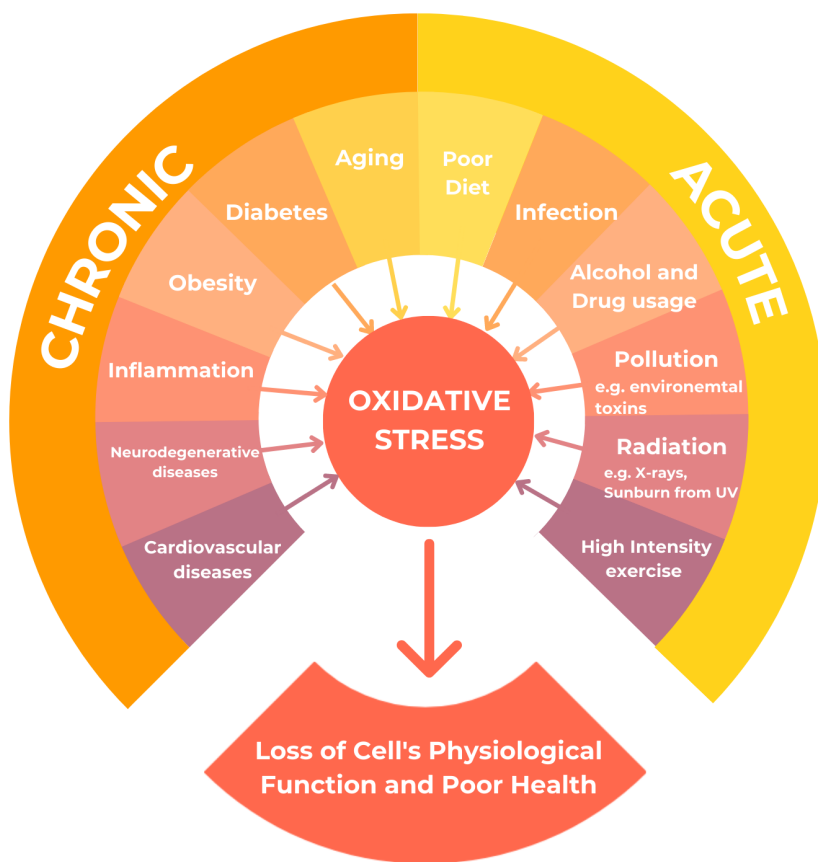 CHRONIC
ACUTE
Aging
Poor
Diet
Diabetes
Infection
Obesity
Alcohol and
Drug usage
Inflammation
Pollution
e.g. environemtal
toxins
Neurodegenerative
diseases
Radiation
e.g. X-rays,
Sunburn from UV
Cardiovascular
diseases
High Intensity
exercise
OXIDATIVE
STRESS
Loss of Cell's Physiological
Function and Poor Health